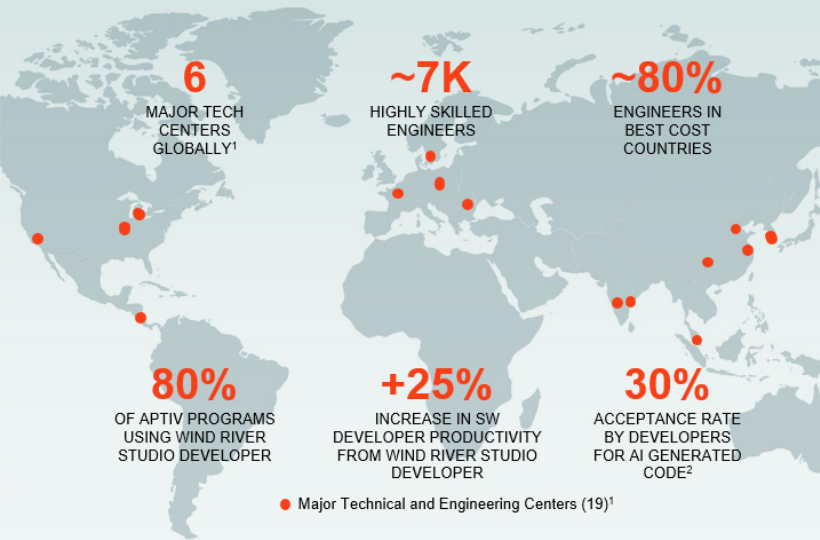 6
MAJOR TECH
CENTERS
GLOBALLY¹
~7K
HIGHLY SKILLED
ENGINEERS
~80%
ENGINEERS IN
BEST COST
COUNTRIES
80%
OF APTIV PROGRAMS
USING WIND RIVER
STUDIO DEVELOPER
+25%
INCREASE IN SW
DEVELOPER PRODUCTIVITY
FROM WIND RIVER STUDIO
DEVELOPER
30%
ACCEPTANCE RATE
BY DEVELOPERS
FOR AI GENERATED
CODE²
Major Technical and Engineering Centers (19)¹